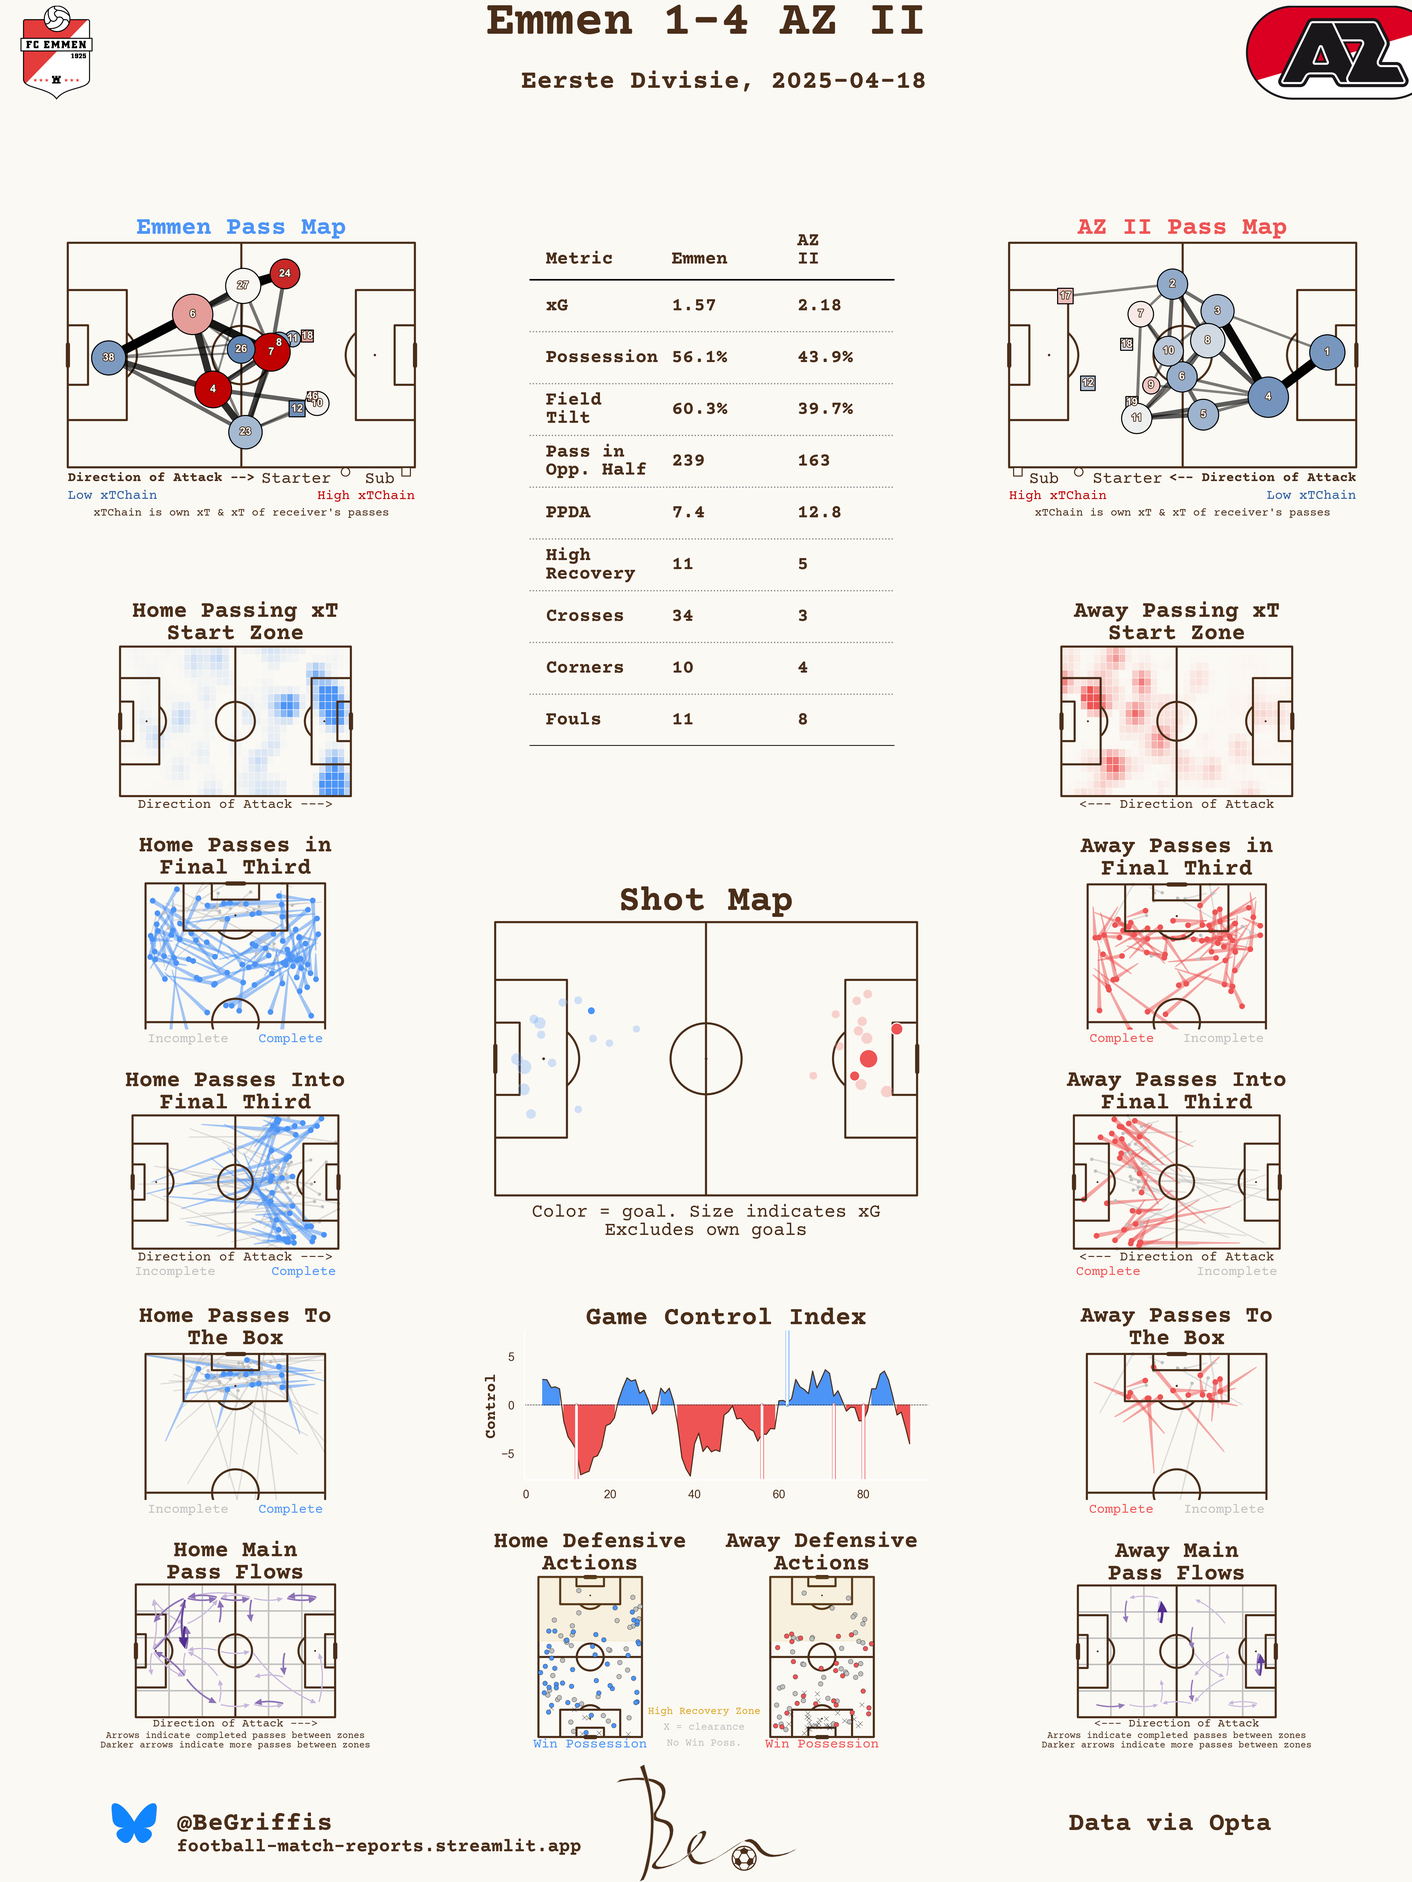 Emmen 1-4 AZ II
Eerste Divisie, 2025-04-18
FC EMMEN
1925
AZ
Emmen Pass Map
38
6
27
24
26
8
11
18
7
4
23
12
46
10
Direction of Attack --> Starter Sub
Low xTChain High xTChain
xTChain is own xT & xT of receiver's passes
Metric Emmen AZ II
xG 1.57 2.18
Possession 56.1% 43.9%
Field Tilt 60.3% 39.7%
Pass in Opp. Half 239 163
PPDA 7.4 12.8
High Recovery 11 5
Crosses 34 3
Corners 10 4
Fouls 11 8
AZ II Pass Map
17
2
7
3
18
10
8
1
12
9
6
4
19
11
5
Sub Starter <-- Direction of Attack
High xTChain Low xTChain
xTChain is own xT & xT of receiver's passes
Home Passing xT
Start Zone
Direction of Attack --->
Away Passing xT
Start Zone
<--- Direction of Attack
Home Passes in
Final Third
Incomplete Complete
Shot Map
Color = goal. Size indicates xG
Excludes own goals
Away Passes in
Final Third
Complete Incomplete
Home Passes Into
Final Third
Direction of Attack --->
Incomplete Complete
Away Passes Into
Final Third
<--- Direction of Attack
Complete Incomplete
Home Passes To
The Box
Incomplete Complete
Game Control Index
Control
5
0
−5
0 20 40 60 80
Away Passes To
The Box
Complete Incomplete
Home Main
Pass Flows
Direction of Attack --->
Arrows indicate completed passes between zones
Darker arrows indicate more passes between zones
Home Defensive
Actions
Win Possession
High Recovery Zone
X = clearance
No Win Poss.
Away Defensive
Actions
Win Possession
Away Main
Pass Flows
<--- Direction of Attack
Arrows indicate completed passes between zones
Darker arrows indicate more passes between zones
@BeGriffis
football-match-reports.streamlit.app
Ben
Data via Opta